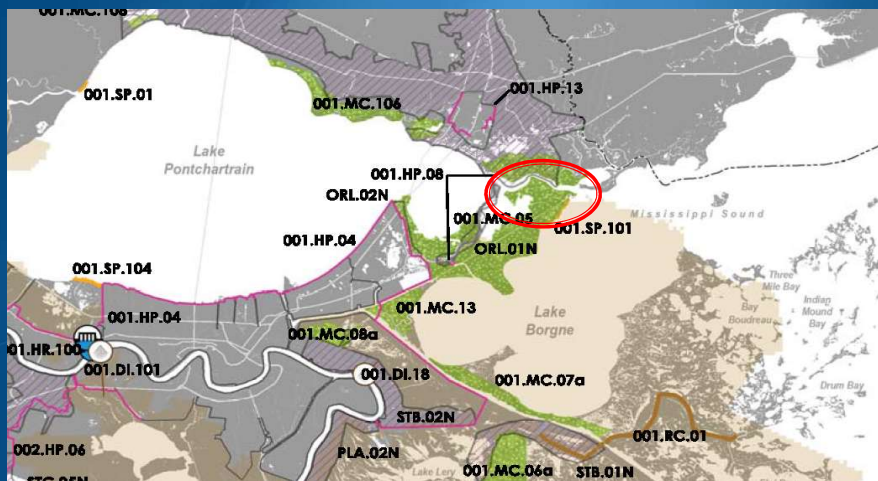 001.MC.108
001.SP.01
001.MC.106
001.HP.13
Lake
Pontchartrain
001.HP.08
ORL.02N
001.MC.05
001.HP.04
ORL.01N
001.SP.101
Mississippi Sound
001.SP.104
001.HP.04
001.MC.13
Lake
Borgne
Three
Mile Bay
Bay
Boudreau
Indian
Mound
Bay
001.MC.08a
001.HR.100
001.DI.101
001.DI.18
001.MC.07a
Drum Bay
STB.02N
001.RC.01
002.HP.06
PLA.02N
Lake Lery
001.MC.06a
STB.01N